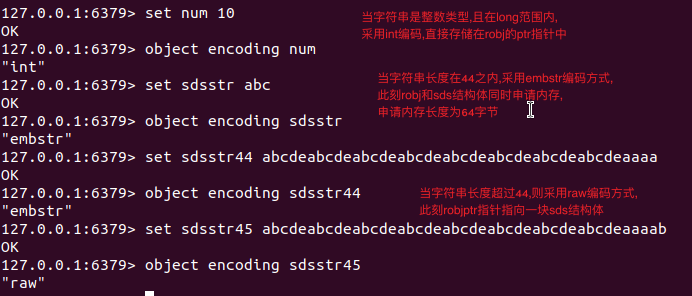 127.0.0.1:6379> set num 10
当字符串是整数类型,且在long范围内,
OK
采用int编码,直接存储在robj的ptr指针中
127.0.0.1:6379> object encoding num
"int"
127.0.0.1:6379> set sdsstr abc
当字符串长度在44之内,采用embstr编码方式,
OK
此刻robj和sds结构体同时申请内存,
127.0.0.1:6379> object encoding sdsstr
申请内存长度为64字节
"embstr"
127.0.0.1:6379> set sdsstr44 abcdeabcdeabcdeabcdeabcdeabcdeabcdeabcdeaaaa
OK
127.0.0.1:6379> object encoding sdsstr44
当字符串长度超过44,则采用raw编码方式,
"embstr"
此刻robjptr指针指向一块sds结构体
127.0.0.1:6379> set sdsstr45 abcdeabcdeabcdeabcdeabcdeabcdeabcdeabcdeaaaab
OK
127.0.0.1:6379> object encoding sdsstr45
"raw"